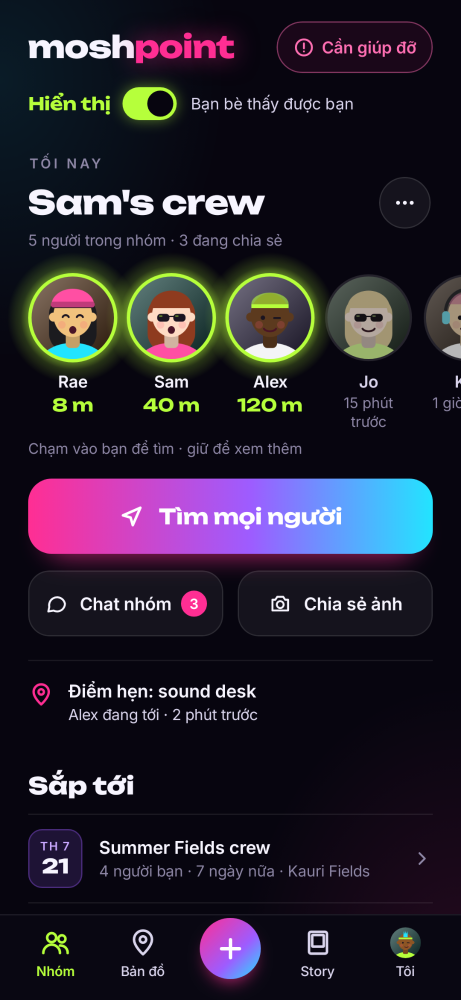 moshpoint
Cần giúp đỡ
Hiển thị
Bạn bè thấy được bạn
TỐI NAY
Sam's crew
5 người trong nhóm · 3 đang chia sẻ
Rae
8 m
Sam
40 m
Alex
120 m
Jo
15 phút
trước
Chạm vào bạn để tìm · giữ để xem thêm
Tìm mọi người
Chat nhóm 3
Chia sẻ ảnh
Điểm hẹn: sound desk
Alex đang tới · 2 phút trước
Sắp tới
TH 7
21
Summer Fields crew
4 người bạn · 7 ngày nữa · Kauri Fields
Nhóm
Bản đồ
Story
Tôi